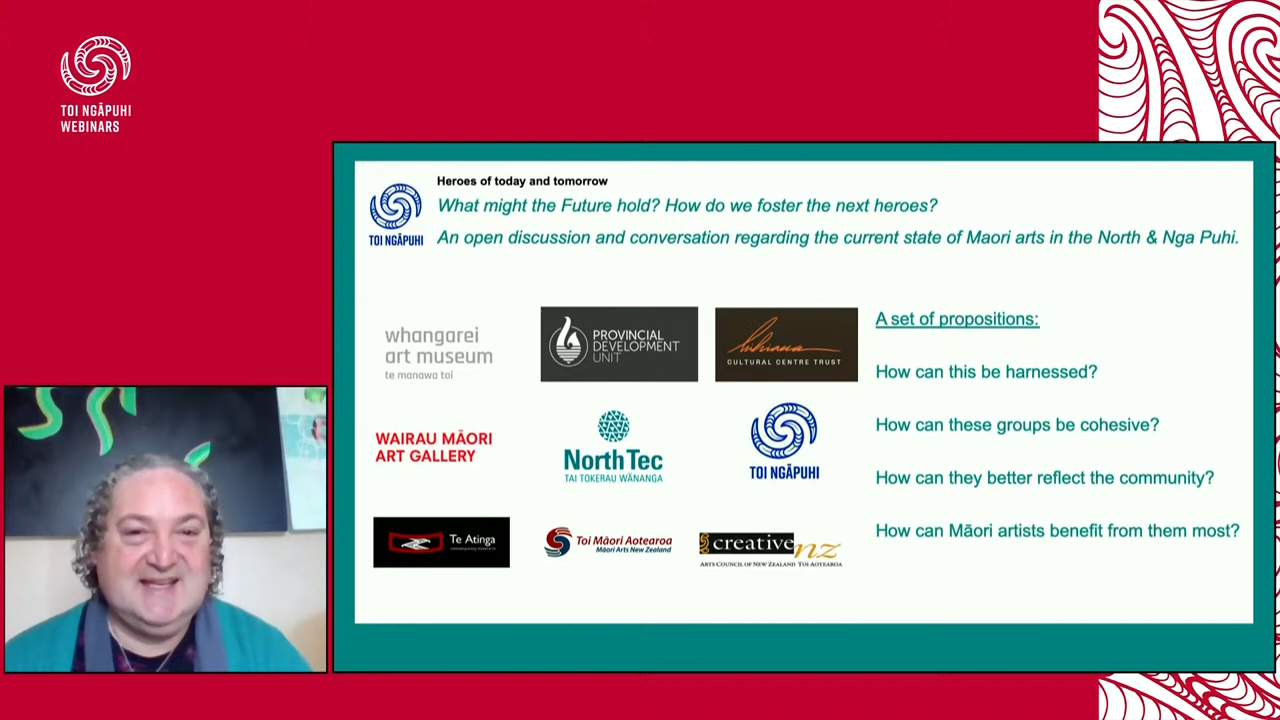 TOI NGĀPUHI
WEBINARS
Heroes of today and tomorrow
What might the Future hold? How do we foster the next heroes?
An open discussion and conversation regarding the current state of Maori arts in the North & Nga Puhi.
TOI NGĀPUHI
whangarei
art museum
te manawa toi
PROVINCIAL
DEVELOPMENT
UNIT
CULTURAL CENTRE TRUST
A set of propositions:
How can this be harnessed?
WAIRAU MĀORI
ART GALLERY
NorthTec
TAI TOKERAU WĀNANGA
TOI NGĀPUHI
How can these groups be cohesive?
How can they better reflect the community?
Te Atinga
Toi Māori Aotearoa
Māori Arts New Zealand
creative nz
ARTS COUNCIL OF NEW ZEALAND TOI AOTEAROA
How can Māori artists benefit from them most?